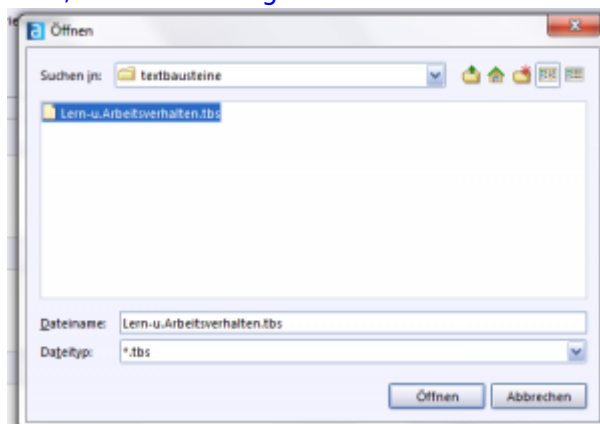 Öffnen
Suchen in: textbausteine
Lern-u.Arbeitsverhalten.tbs
Dateiname: Lern-u.Arbeitsverhalten.tbs
Dateityp: *.tbs
Öffnen Abbrechen